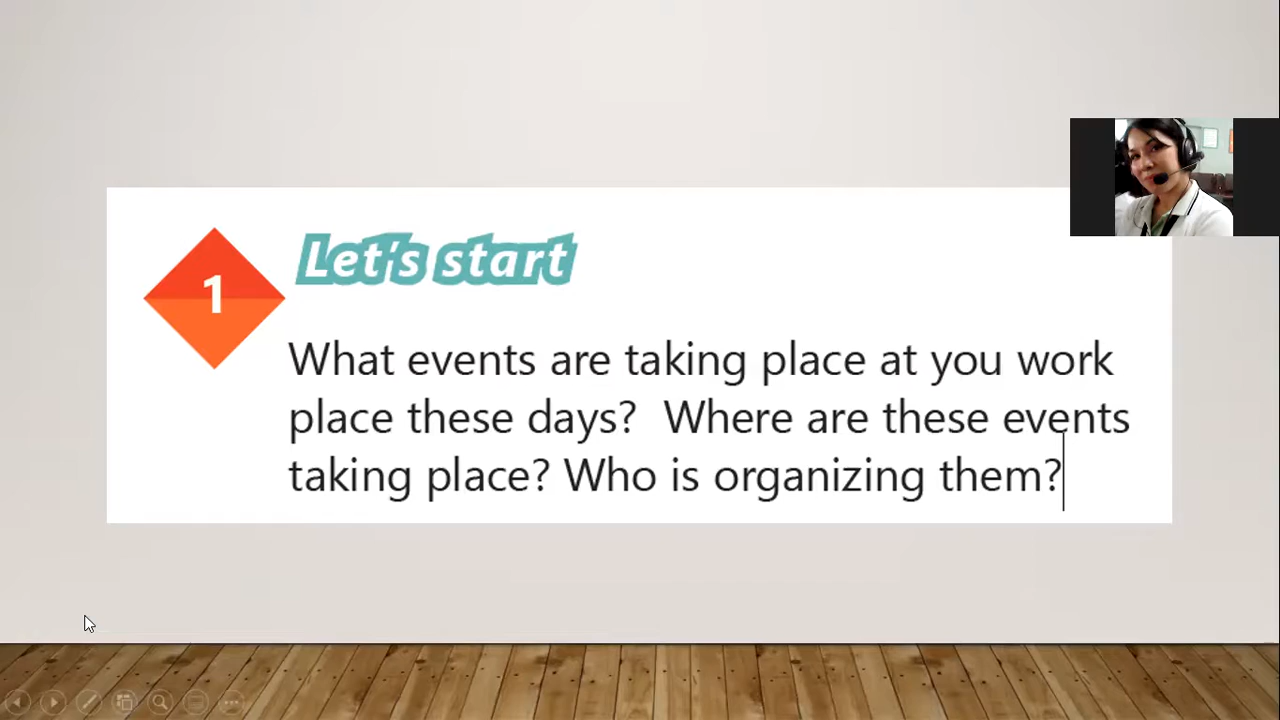 1
Let's start
What events are taking place at you work
place these days? Where are these events
taking place? Who is organizing them?